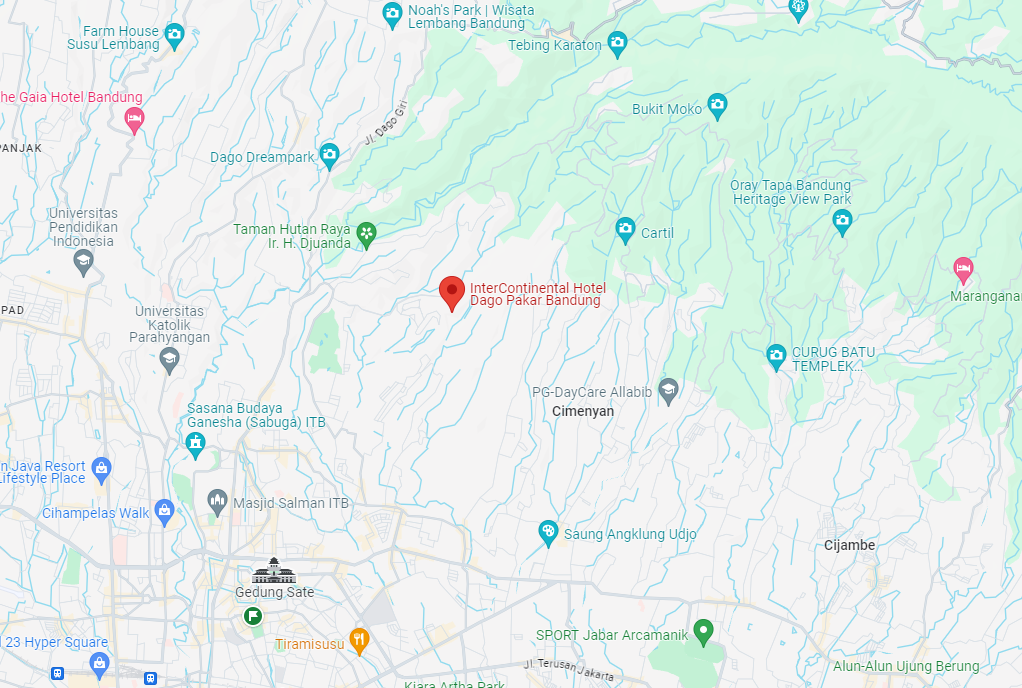 Noah's Park | Wisata
Lembang Bandung
Farm House
Susu Lembang
Tebing Karaton
he Gaia Hotel Bandung
Jl. Dago Giri
Bukit Moko
PANJAK
Dago Dreampark
Oray Tapa Bandung
Heritage View Park
Universitas
Pendidikan
Indonesia
Taman Hutan Raya
Ir. H. Djuanda
Cartil
InterContinental Hotel
Dago Pakar Bandung
Maranganar
PAD
Universitas
Katolik
Parahyangan
CURUG BATU
TEMPLEK...
PG-DayCare Allabib
Cimenyan
Sasana Budaya
Ganesha (Sabuga) ITB
n Java Resort
Lifestyle Place
Masjid Salman ITB
Cihampelas Walk
Saung Angklung Udjo
Cijambe
Gedung Sate
Tiramisusu
SPORT Jabar Arcamanik
23 Hyper Square
Jl. Terusan Jakarta
Alun-Alun Ujung Berung
Kiara Artha Park